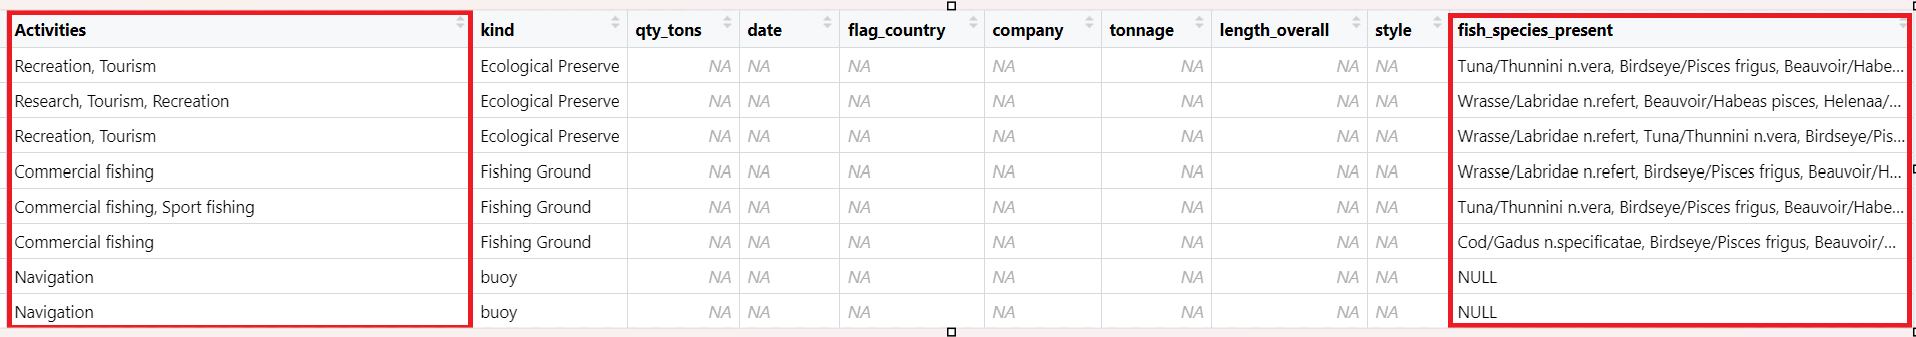 Activities kind qty_tons date flag_country company tonnage length_overall style fish_species_present
Recreation, Tourism Ecological Preserve NA NA NA NA NA NA NA Tuna/Thunnini n.vera, Birdseye/Pisces frigus, Beauvoir/Habe...
Research, Tourism, Recreation Ecological Preserve NA NA NA NA NA NA NA Wrasse/Labridae n.refert, Beauvoir/Habeas pisces, Helenaa/...
Recreation, Tourism Ecological Preserve NA NA NA NA NA NA NA Wrasse/Labridae n.refert, Tuna/Thunnini n.vera, Birdseye/Pis...
Commercial fishing Fishing Ground NA NA NA NA NA NA NA Wrasse/Labridae n.refert, Birdseye/Pisces frigus, Beauvoir/H...
Commercial fishing, Sport fishing Fishing Ground NA NA NA NA NA NA NA Tuna/Thunnini n.vera, Birdseye/Pisces frigus, Beauvoir/Habe...
Commercial fishing Fishing Ground NA NA NA NA NA NA NA Cod/Gadus n.specificatae, Birdseye/Pisces frigus, Beauvoir/...
Navigation buoy NA NA NA NA NA NA NA NULL
Navigation buoy NA NA NA NA NA NA NA NULL